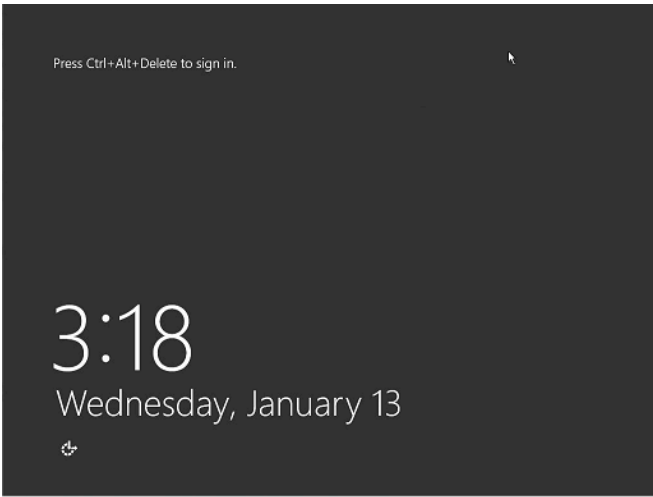 Press Ctrl+Alt+Delete to sign in.
3:18
Wednesday, January 13